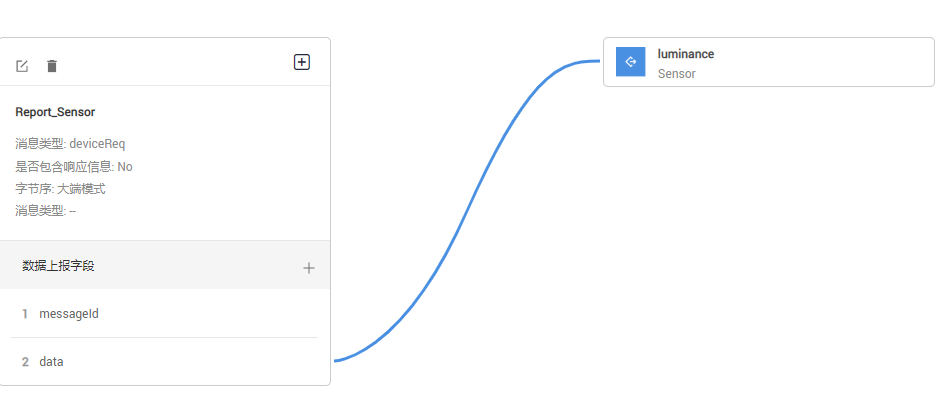 Report_Sensor
消息类型: deviceReq
是否包含响应信息: No
字节序: 大端模式
消息类型: --
数据上报字段
1 messageId
2 data
luminance
Sensor